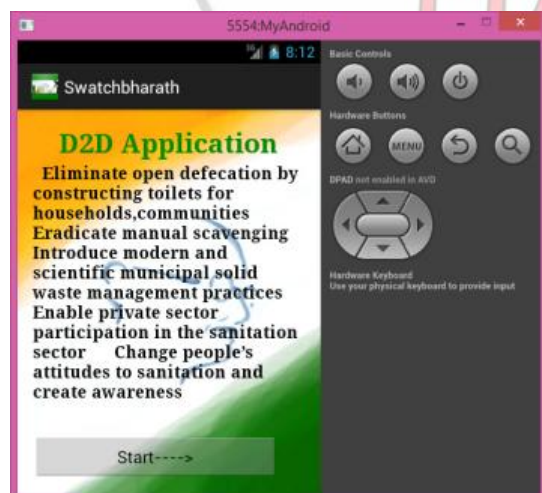 5554:MyAndroid
3G 8:12
Swatchbharath
D2D Application
Eliminate open defecation by
constructing toilets for
households,communities
Eradicate manual scavenging
Introduce modern and
scientific municipal solid
waste management practices
Enable private sector
participation in the sanitation
sector Change people's
attitudes to sanitation and
create awareness
Start---->
Basic Controls
Hardware Buttons
MENU
DPAD not enabled in AVD
Hardware Keyboard
Use your physical keyboard to provide input